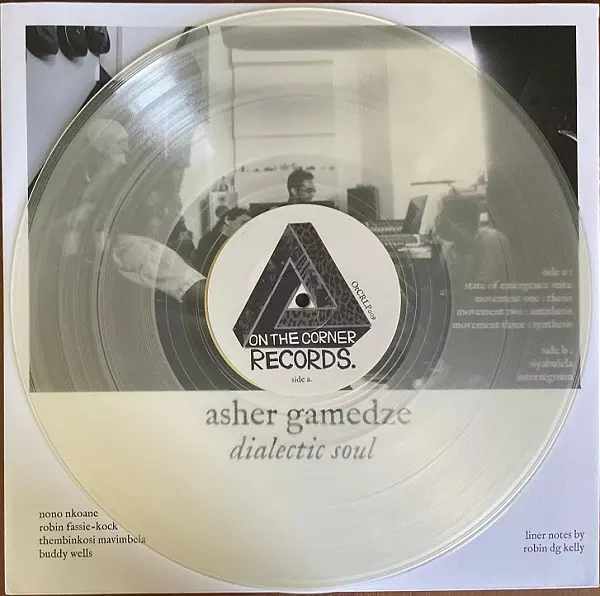 side a :
state of emergence suite
movement one : thesis
movement two : antithesis
movement three : synthesis
side b :
siyabulela
interregnum
OtCRLP009
ON THE CORNER
RECORDS.
side a.
asher gamedze
dialectic soul
nono nkoane
robin fassie-kock
thembinkosi mavimbela
buddy wells
liner notes by
robin dg kelly